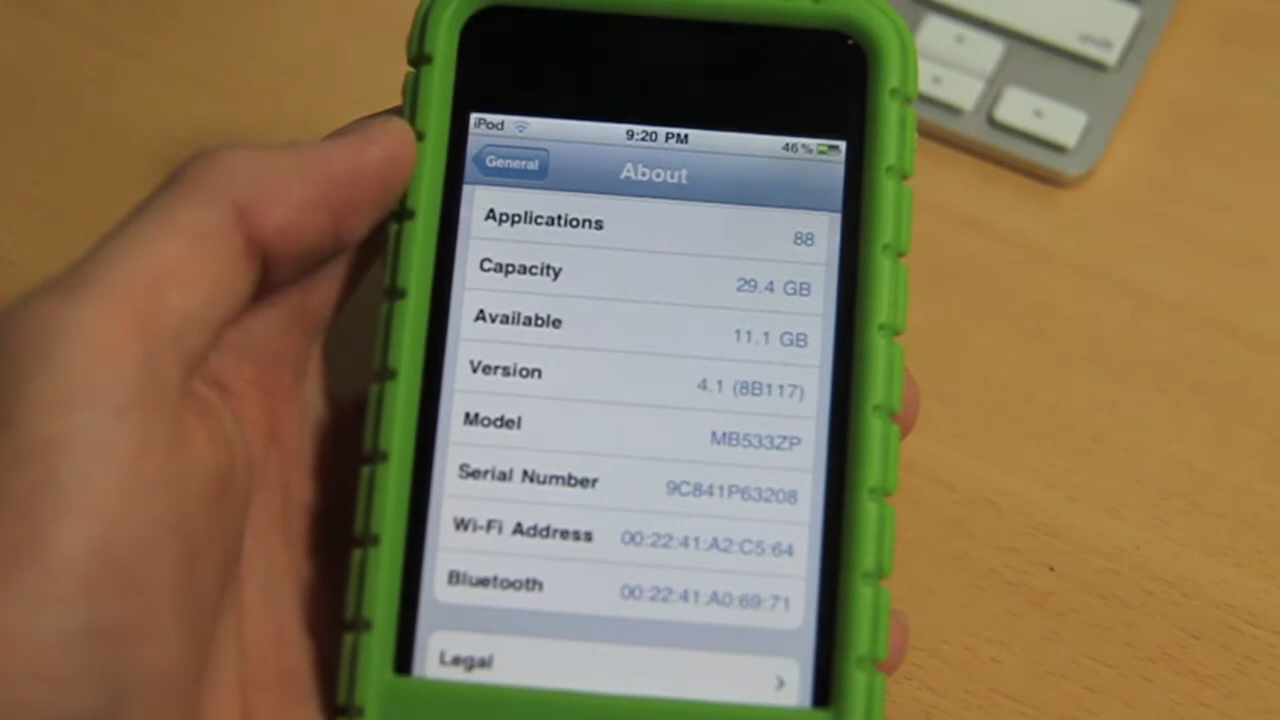 iPod 9:20 PM 46%
General About
Applications 88
Capacity 29.4 GB
Available 11.1 GB
Version 4.1 (8B117)
Model MB533ZP
Serial Number 9C841P63208
Wi-Fi Address 00:22:41:A2:C5:64
Bluetooth 00:22:41:A0:69:71
Legal